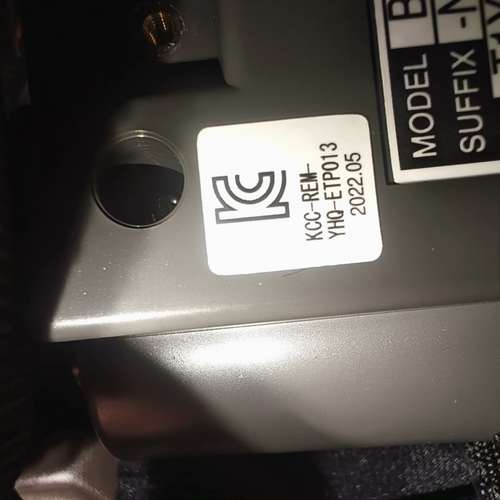 KC
KCC-REM-
YHQ-ETP013
2022.05
MODEL B
SUFFIX -N